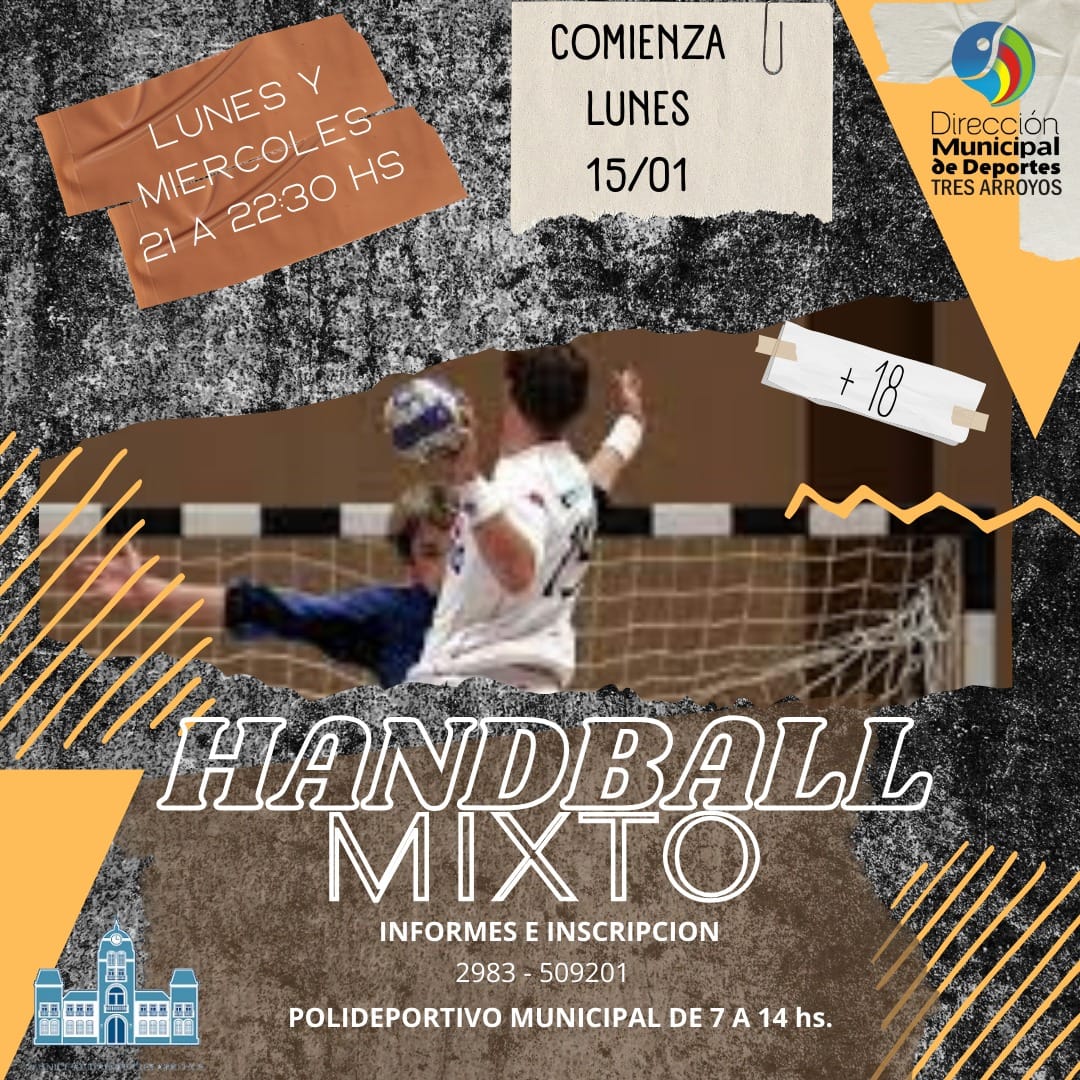 LUNES Y
MIERCOLES
21 A 22:30 HS
COMIENZA
LUNES
15/01
Dirección
Municipal
de Deportes
TRES ARROYOS
+ 18
HANDBALL
MIXTO
INFORMES E INSCRIPCION
2983 - 509201
POLIDEPORTIVO MUNICIPAL DE 7 A 14 hs.